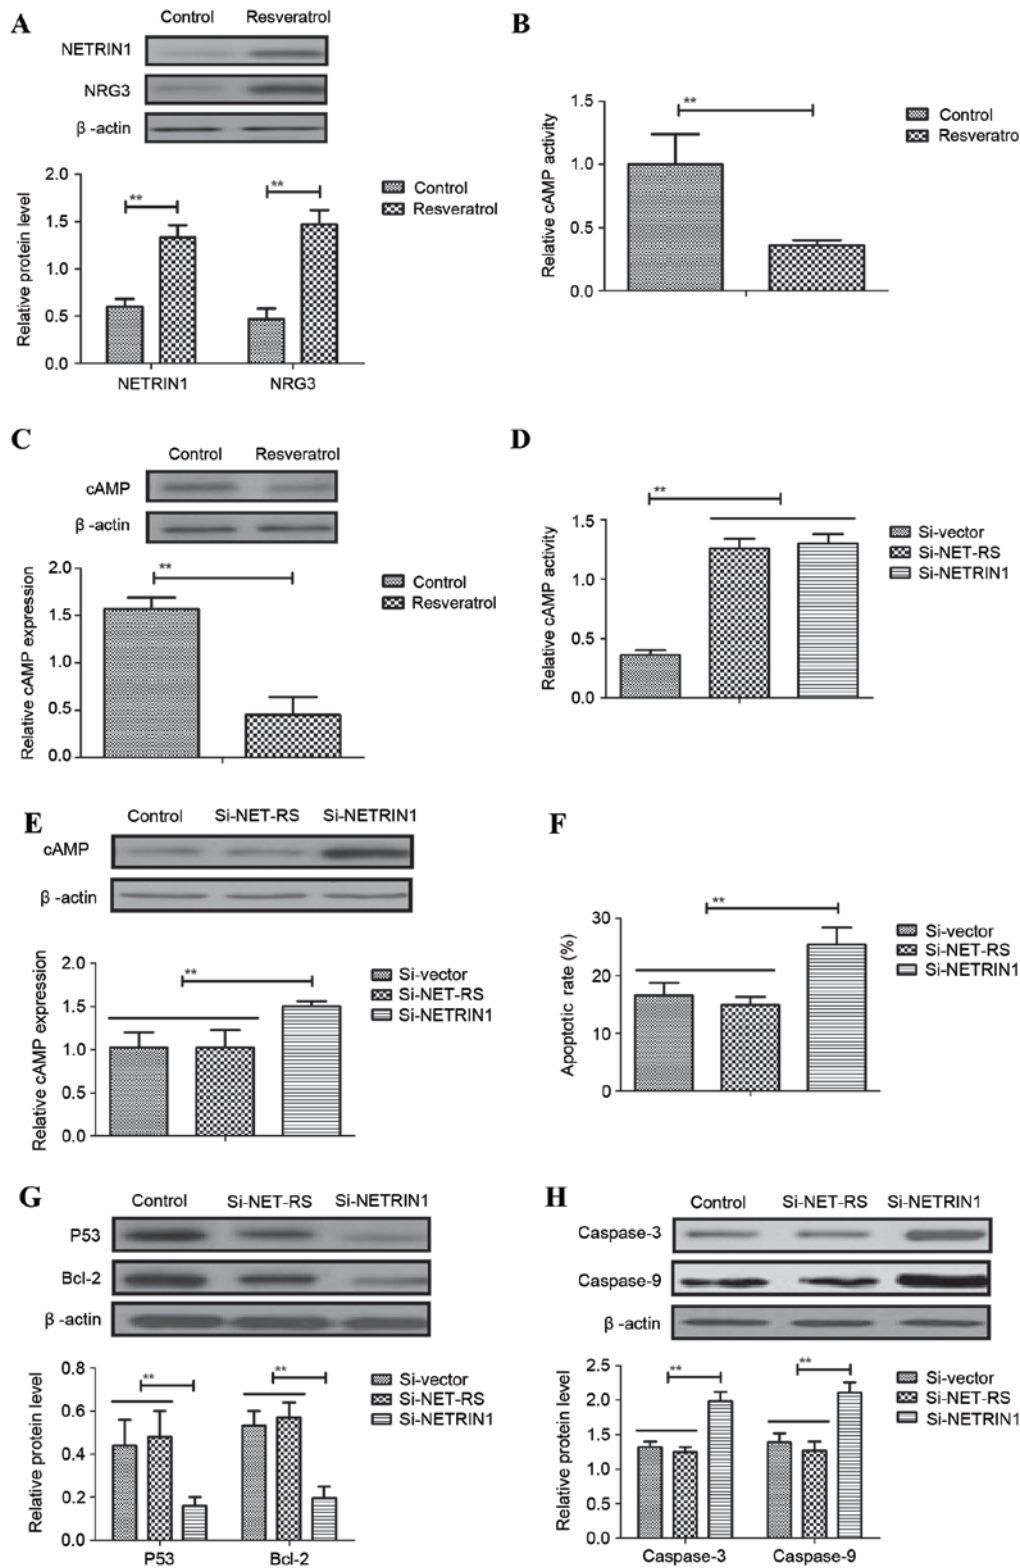 A
Control Resveratrol
NETRIN1
NRG3
β -actin
Relative protein level
2.0
1.5
1.0
0.5
0.0
**
**
NETRIN1 NRG3
Control
Resveratrol
B
Relative cAMP activity
1.5
1.0
0.5
0.0
**
Control
Resveratro
C
Control Resveratrol
cAMP
β -actin
Relative cAMP expression
2.0
1.5
1.0
0.5
0.0
**
Control
Resveratrol
D
Relative cAMP activity
1.5
1.0
0.5
0.0
**
Si-vector
Si-NET-RS
Si-NETRIN1
E
Control Si-NET-RS Si-NETRIN1
cAMP
β -actin
Relative cAMP expression
2.0
1.5
1.0
0.5
0.0
**
Si-vector
Si-NET-RS
Si-NETRIN1
F
Apoptotic rate (%)
30
20
10
0
**
Si-vector
Si-NET-RS
Si-NETRIN1
G
Control Si-NET-RS Si-NETRIN1
P53
Bcl-2
β -actin
Relative protein level
0.8
0.6
0.4
0.2
0.0
**
**
P53 Bcl-2
Si-vector
Si-NET-RS
Si-NETRIN1
H
Control Si-NET-RS Si-NETRIN1
Caspase-3
Caspase-9
β -actin
Relative protein level
2.5
2.0
1.5
1.0
0.5
0.0
**
**
Caspase-3 Caspase-9
Si-vector
Si-NET-RS
Si-NETRIN1